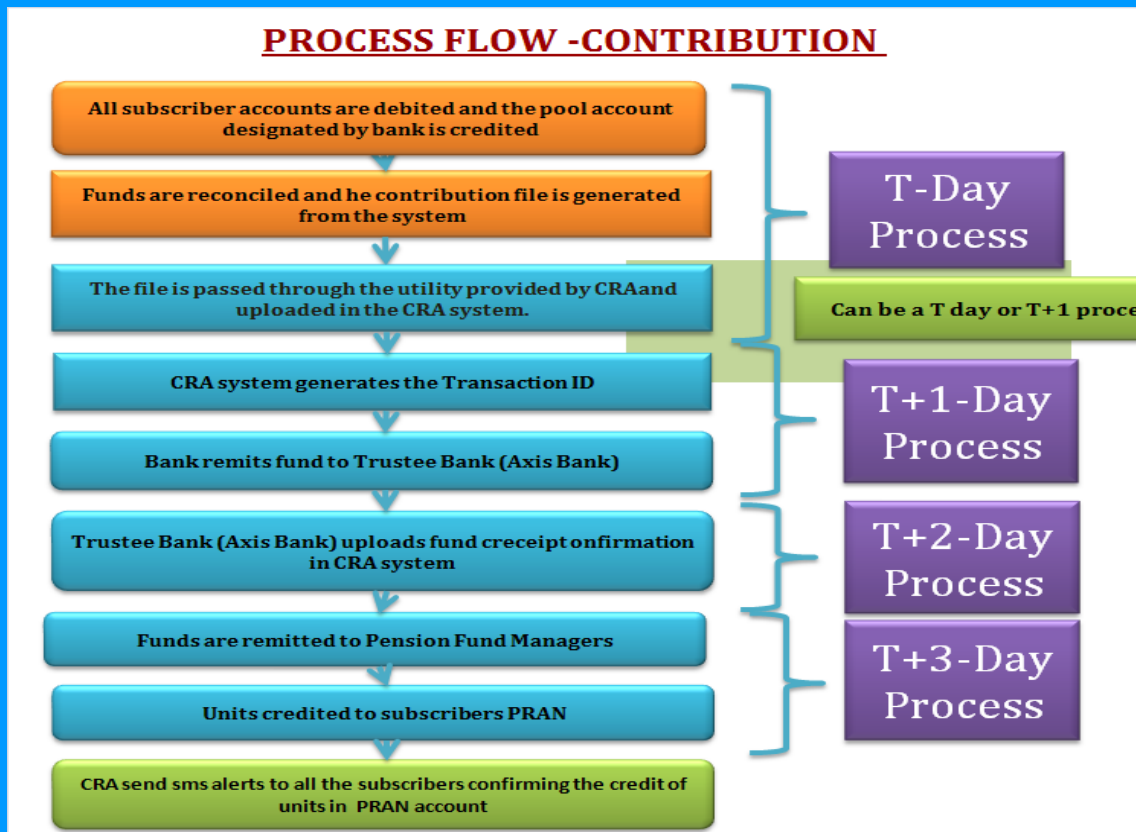 PROCESS FLOW -CONTRIBUTION
All subscriber accounts are debited and the pool account
designated by bank is credited
Funds are reconciled and he contribution file is generated
from the system
The file is passed through the utility provided by CRAand
uploaded in the CRA system.
CRA system generates the Transaction ID
Bank remits fund to Trustee Bank (Axis Bank)
Trustee Bank (Axis Bank) uploads fund creceipt onfirmation
in CRA system
Funds are remitted to Pension Fund Managers
Units credited to subscribers PRAN
CRA send sms alerts to all the subscribers confirming the credit of
units in PRAN account
T-Day
Process
Can be a T day or T+1 proce
T+1-Day
Process
T+2-Day
Process
T+3-Day
Process